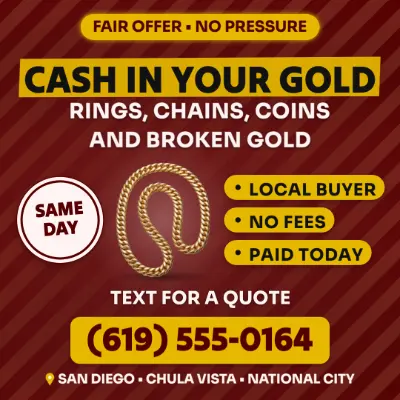 FAIR OFFER • NO PRESSURE
CASH IN YOUR GOLD
RINGS, CHAINS, COINS
AND BROKEN GOLD
SAME
DAY
• LOCAL BUYER
• NO FEES
• PAID TODAY
TEXT FOR A QUOTE
(619) 555-0164
SAN DIEGO • CHULA VISTA • NATIONAL CITY